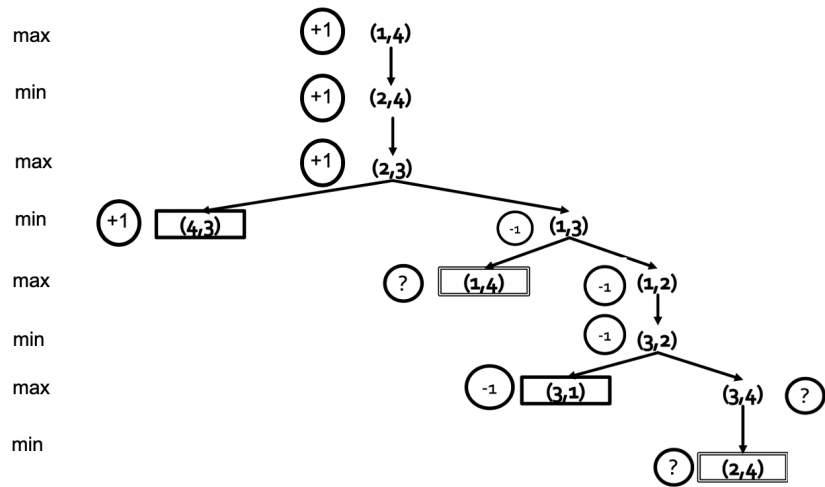 max +1 (1,4)
min +1 (2,4)
max +1 (2,3)
min +1 (4,3) -1 (1,3)
max ? (1,4) -1 (1,2)
min -1 (3,2)
max -1 (3,1) (3,4) ?
min
? (2,4)